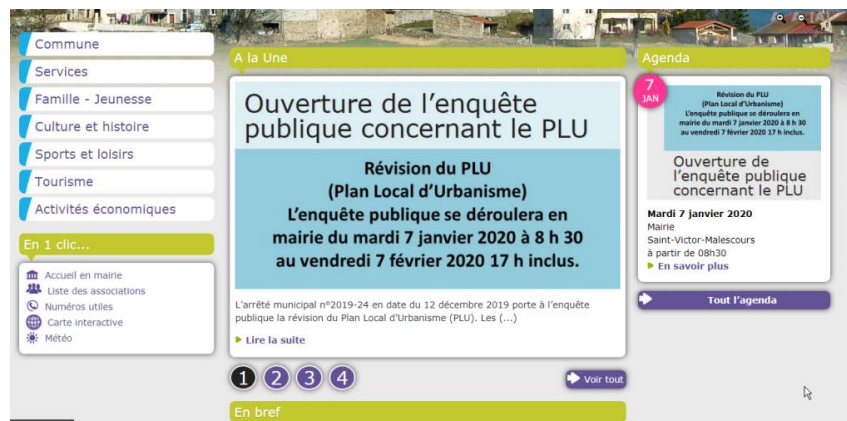 Commune
Services
Famille - Jeunesse
Culture et histoire
Sports et loisirs
Tourisme
Activités économiques
En 1 clic...
Accueil en mairie
Liste des associations
Numéros utiles
Carte interactive
Météo
A la Une
Ouverture de l'enquête
publique concernant le PLU
Révision du PLU
(Plan Local d'Urbanisme)
L'enquête publique se déroulera en
mairie du mardi 7 janvier 2020 à 8 h 30
au vendredi 7 février 2020 17 h inclus.
L'arrêté municipal n°2019-24 en date du 12 décembre 2019 porte à l'enquête
publique la révision du Plan Local d'Urbanisme (PLU). Les (...)
Lire la suite
1 2 3 4
Voir tout
En bref
Agenda
7
JAN
Révision du PLU
(Plan Local d'Urbanisme)
L'enquête publique se déroulera en
mairie du mardi 7 janvier 2020 à 8 h 30
au vendredi 7 février 2020 17 h inclus.
Ouverture de
l'enquête publique
concernant le PLU
Mardi 7 janvier 2020
Mairie
Saint-Victor-Malescours
à partir de 08h30
En savoir plus
Tout l'agenda